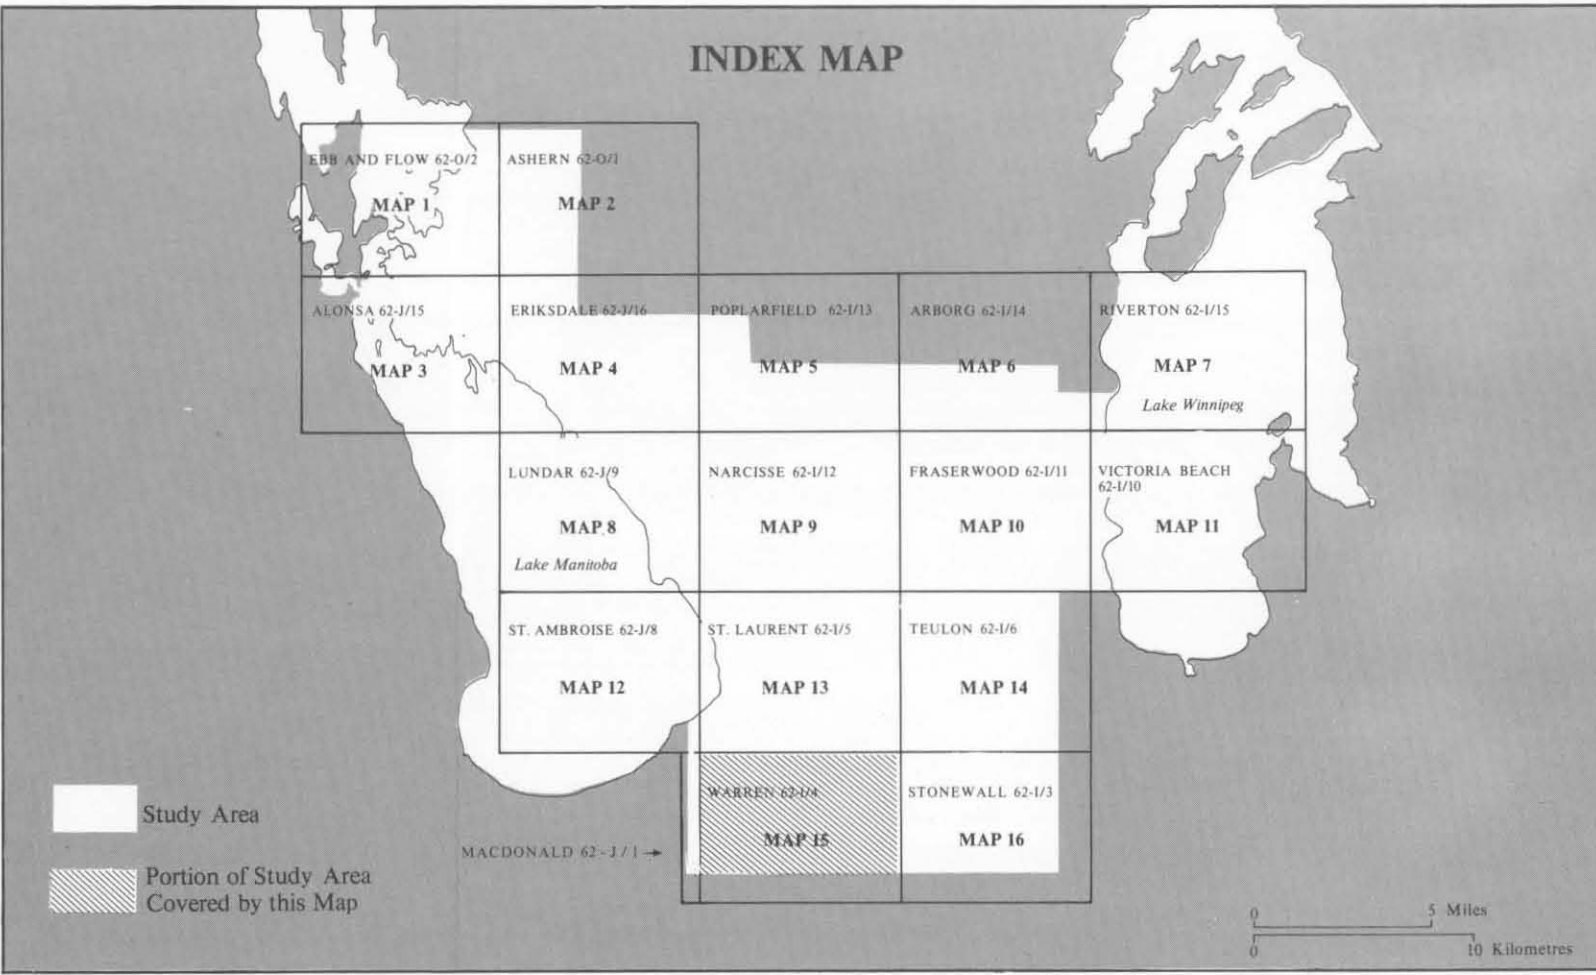 INDEX MAP
EBB AND FLOW 62-O/2
MAP 1
ASHERN 62-O/1
MAP 2
ALONSA 62-J/15
MAP 3
ERIKSDALE 62-J/16
MAP 4
POPLARFIELD 62-I/13
MAP 5
ARBORG 62-I/14
MAP 6
RIVERTON 62-I/15
MAP 7
Lake Winnipeg
LUNDAR 62-J/9
MAP 8
Lake Manitoba
NARCISSE 62-I/12
MAP 9
FRASERWOOD 62-I/11
MAP 10
VICTORIA BEACH
62-I/10
MAP 11
ST. AMBROISE 62-J/8
MAP 12
ST. LAURENT 62-I/5
MAP 13
TEULON 62-I/6
MAP 14
WARREN 62-I/4
MAP 15
STONEWALL 62-I/3
MAP 16
MACDONALD 62-J/1
Study Area
Portion of Study Area
Covered by this Map
0 5 Miles
0 10 Kilometres